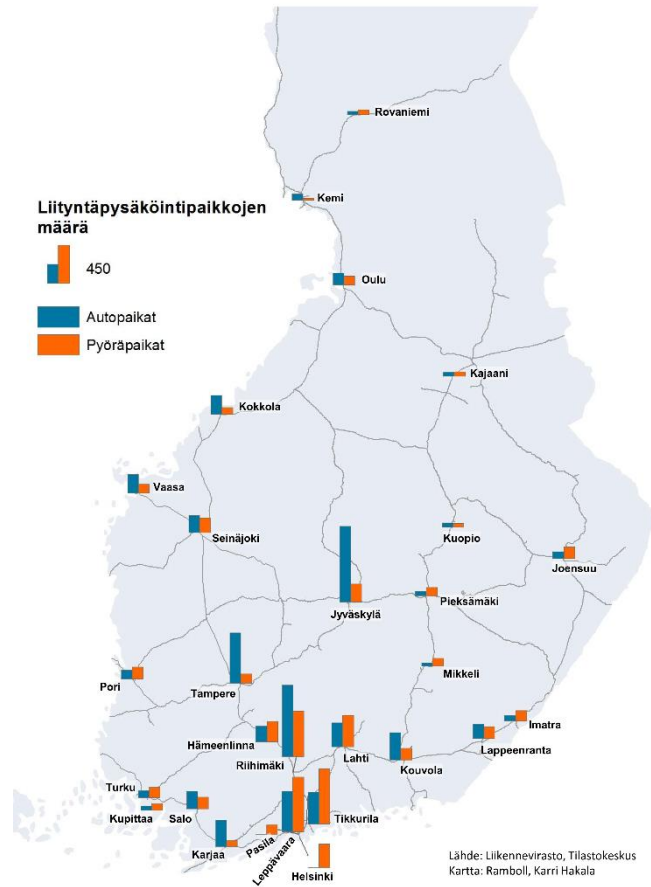 Rovaniemi
Kemi
Liityntäpysäköintipaikkojen
määrä
450
Autopaikat
Pyöräpaikat
Oulu
Kajaani
Kokkola
Vaasa
Seinäjoki
Kuopio
Joensuu
Jyväskylä
Pieksämäki
Pori
Tampere
Mikkeli
Imatra
Hämeenlinna
Riihimäki
Lahti
Kouvola
Lappeenranta
Turku
Kupittaa
Salo
Karjaa
Pasila
Leppävaara
Tikkurila
Helsinki
Lähde: Liikennevirasto, Tilastokeskus
Kartta: Ramboll, Karri Hakala